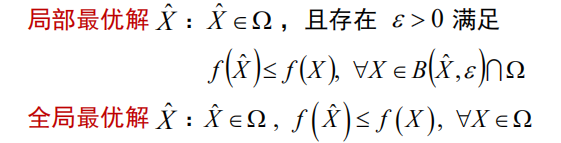 局部最优解 X̂：X̂ ∈ Ω ，且存在 ε > 0 满足
f(X̂) ≤ f(X), ∀X ∈ B(X̂, ε)⋂Ω
全局最优解 X̂：X̂ ∈ Ω , f(X̂) ≤ f(X), ∀X ∈ Ω